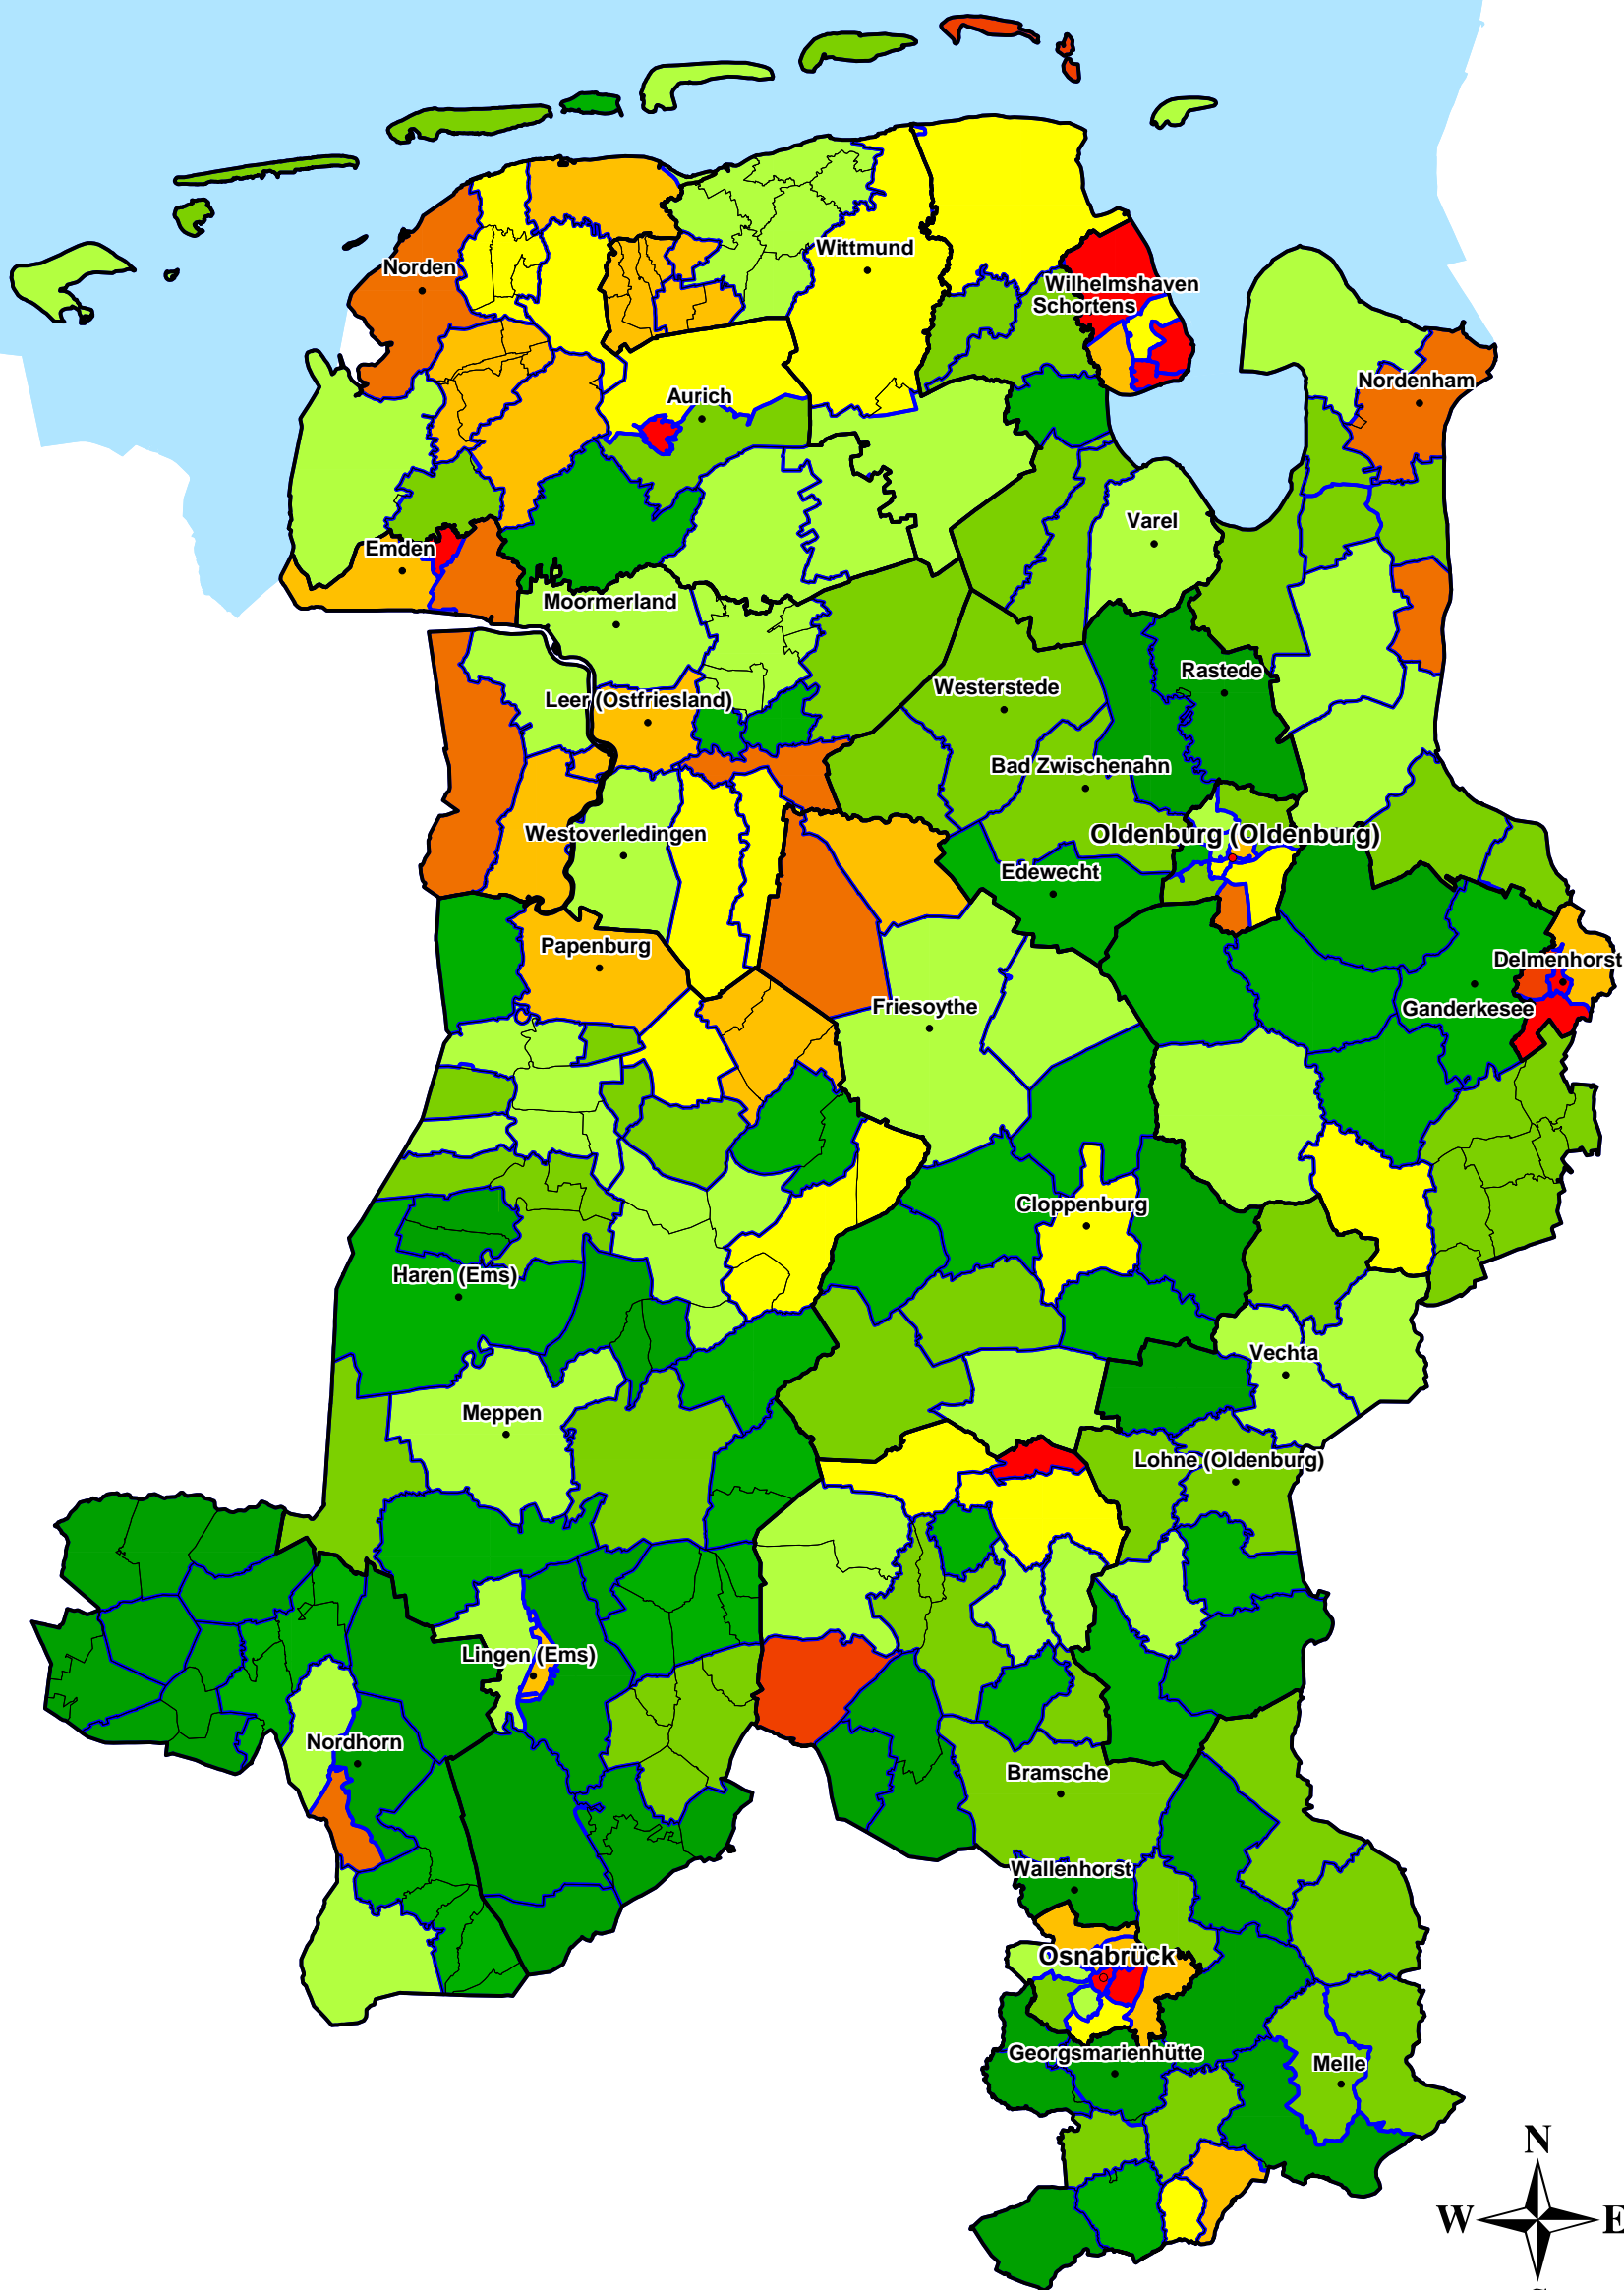 Wittmund
Norden
Wilhelmshaven
Schortens
Nordenham
Aurich
Varel
Emden
Moormerland
Rastede
Westerstede
Leer (Ostfriesland)
Bad Zwischenahn
Westoverledingen
Oldenburg (Oldenburg)
Edewecht
Papenburg
Delmenhorst
Friesoythe
Ganderkesee
Cloppenburg
Haren (Ems)
Vechta
Meppen
Lohne (Oldenburg)
Lingen (Ems)
Nordhorn
Bramsche
Wallenhorst
Osnabrück
Georgsmarienhütte
Melle
N
W E